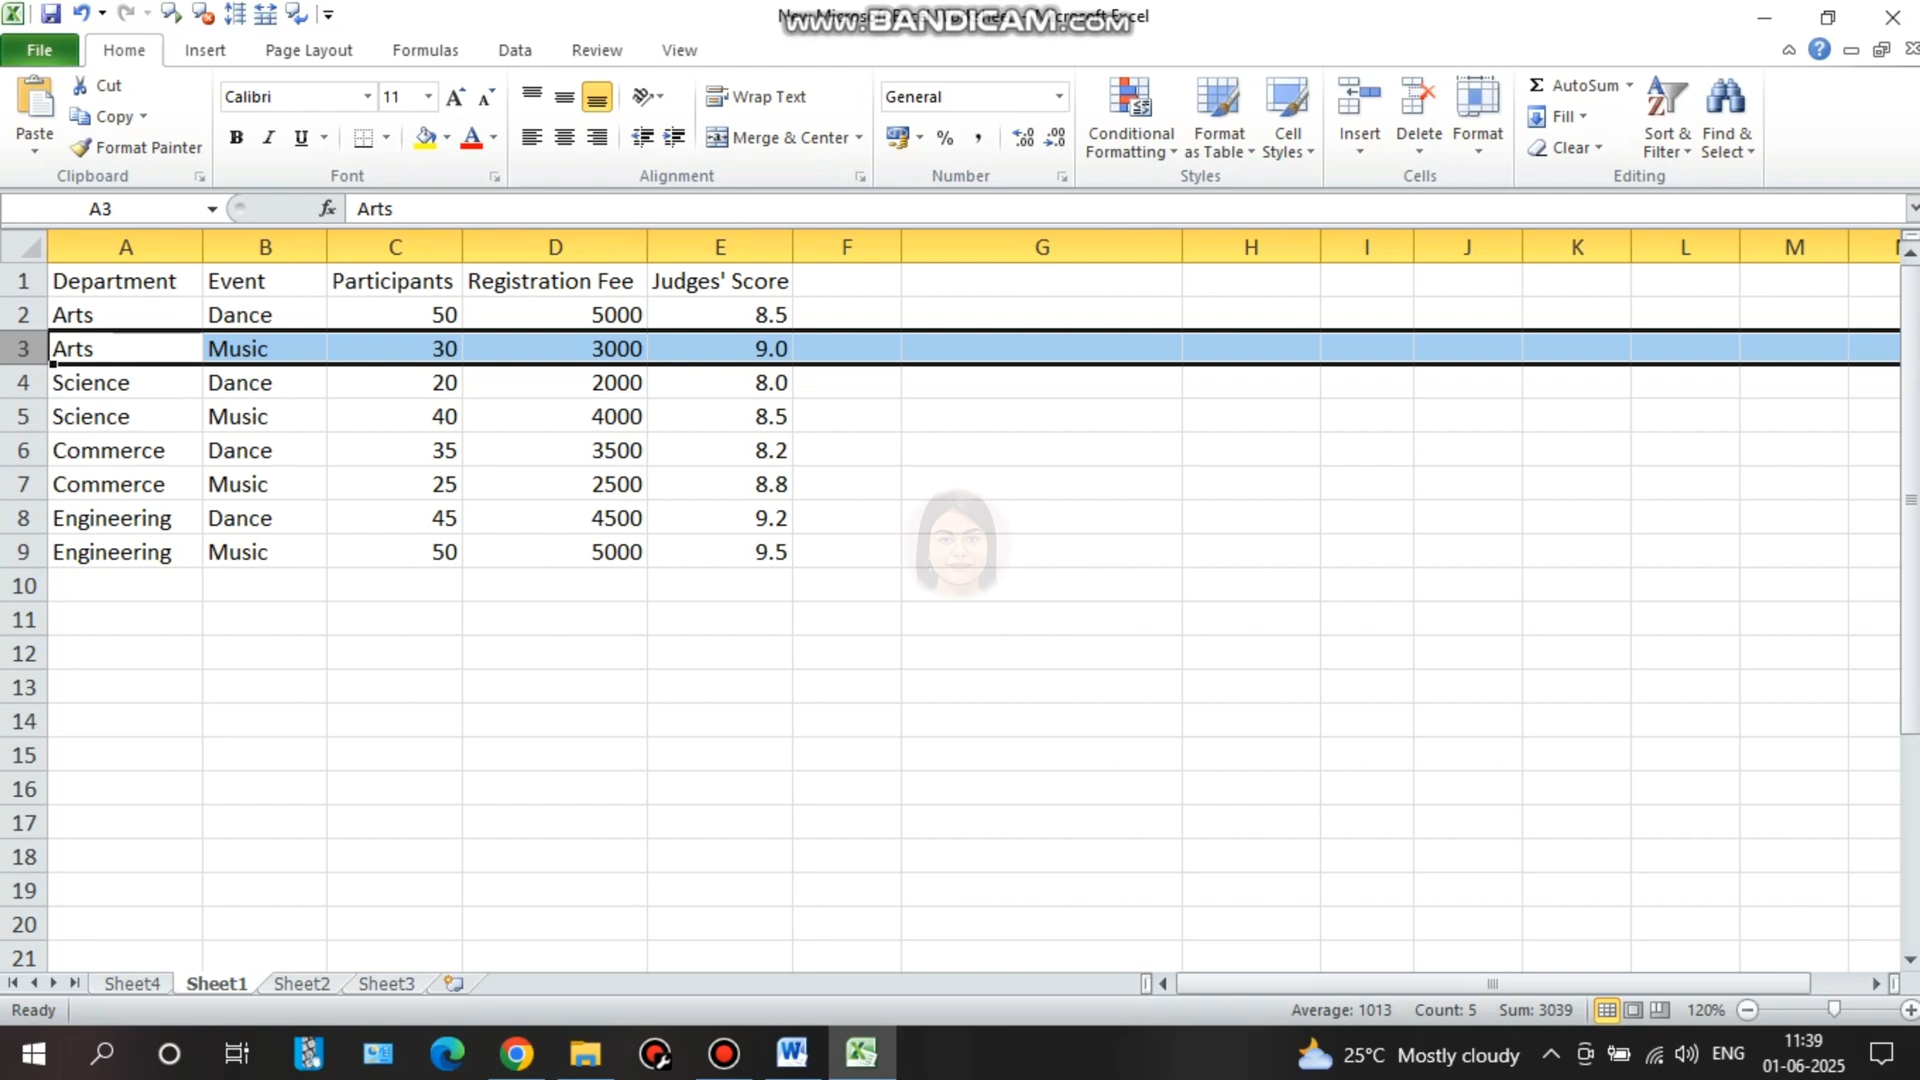 New Microsoft Excel Worksheet - Microsoft Excel
www.BANDICAM.com
File Home Insert Page Layout Formulas Data Review View
Paste
Cut
Copy
Format Painter
Clipboard
Calibri 11
B I U A
Font
Wrap Text
Merge & Center
Alignment
General
% ,
Number
Conditional Formatting
Format as Table
Cell Styles
Styles
Insert Delete Format
Cells
Σ AutoSum
Fill
Clear
Sort & Filter
Find & Select
Editing
A3 fx Arts
A B C D E F G H I J K L M
1 Department Event Participants Registration Fee Judges' Score
2 Arts Dance 50 5000 8.5
3 Arts Music 30 3000 9.0
4 Science Dance 20 2000 8.0
5 Science Music 40 4000 8.5
6 Commerce Dance 35 3500 8.2
7 Commerce Music 25 2500 8.8
8 Engineering Dance 45 4500 9.2
9 Engineering Music 50 5000 9.5
10
11
12
13
14
15
16
17
18
19
20
21
Sheet4 Sheet1 Sheet2 Sheet3
Ready Average: 1013 Count: 5 Sum: 3039 120%
25°C Mostly cloudy ENG 11:39
01-06-2025